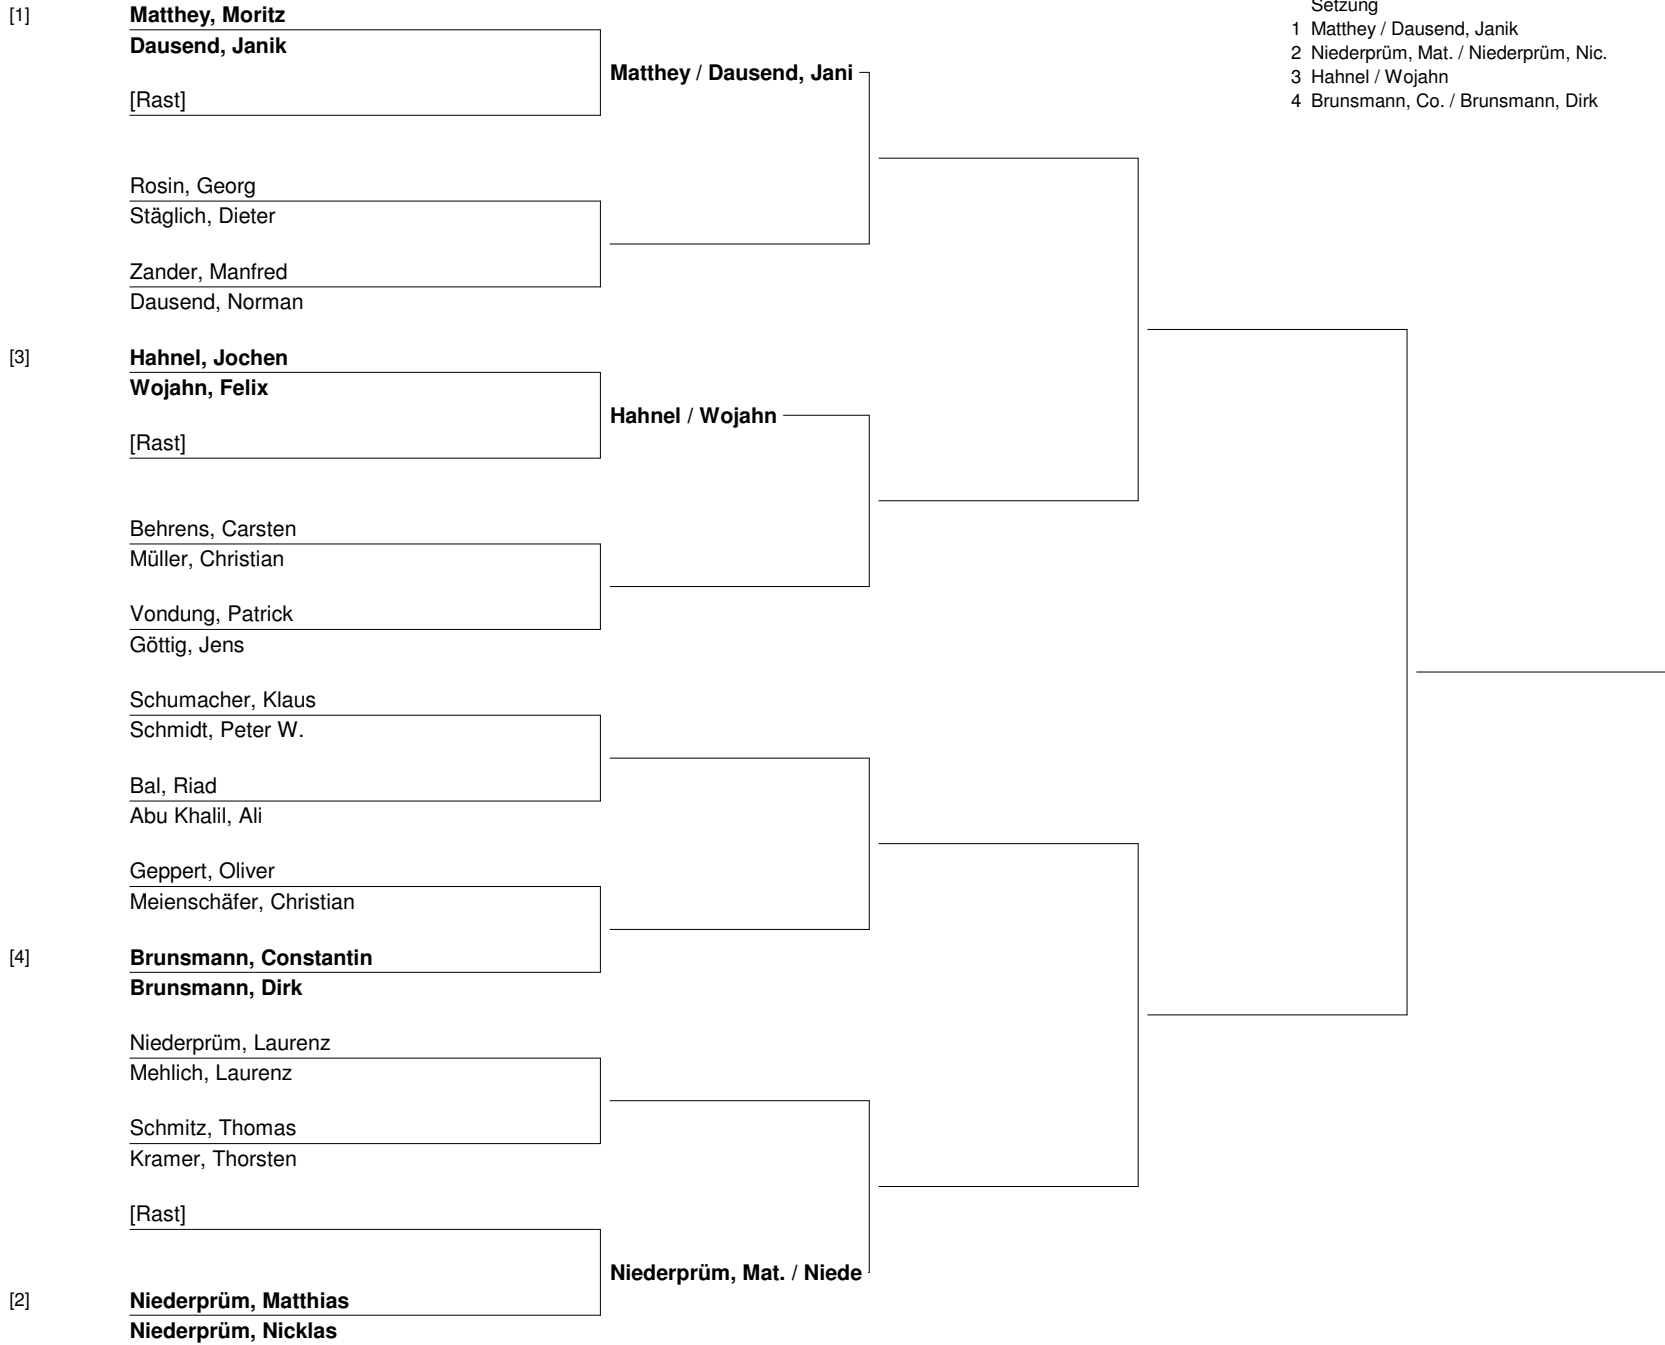 [1]
Matthey, Moritz
Dausend, Janik
[Rast]
Matthey / Dausend, Jani
Setzung
1 Matthey / Dausend, Janik
2 Niederprüm, Mat. / Niederprüm, Nic.
3 Hahnel / Wojahn
4 Brunsmann, Co. / Brunsmann, Dirk
Rosin, Georg
Stäglich, Dieter
Zander, Manfred
Dausend, Norman
[3]
Hahnel, Jochen
Wojahn, Felix
[Rast]
Hahnel / Wojahn
Behrens, Carsten
Müller, Christian
Vondung, Patrick
Göttig, Jens
Schumacher, Klaus
Schmidt, Peter W.
Bal, Riad
Abu Khalil, Ali
Geppert, Oliver
Meienschäfer, Christian
[4]
Brunsmann, Constantin
Brunsmann, Dirk
Niederprüm, Laurenz
Mehlich, Laurenz
Schmitz, Thomas
Kramer, Thorsten
[Rast]
Niederprüm, Mat. / Niede
[2]
Niederprüm, Matthias
Niederprüm, Nicklas